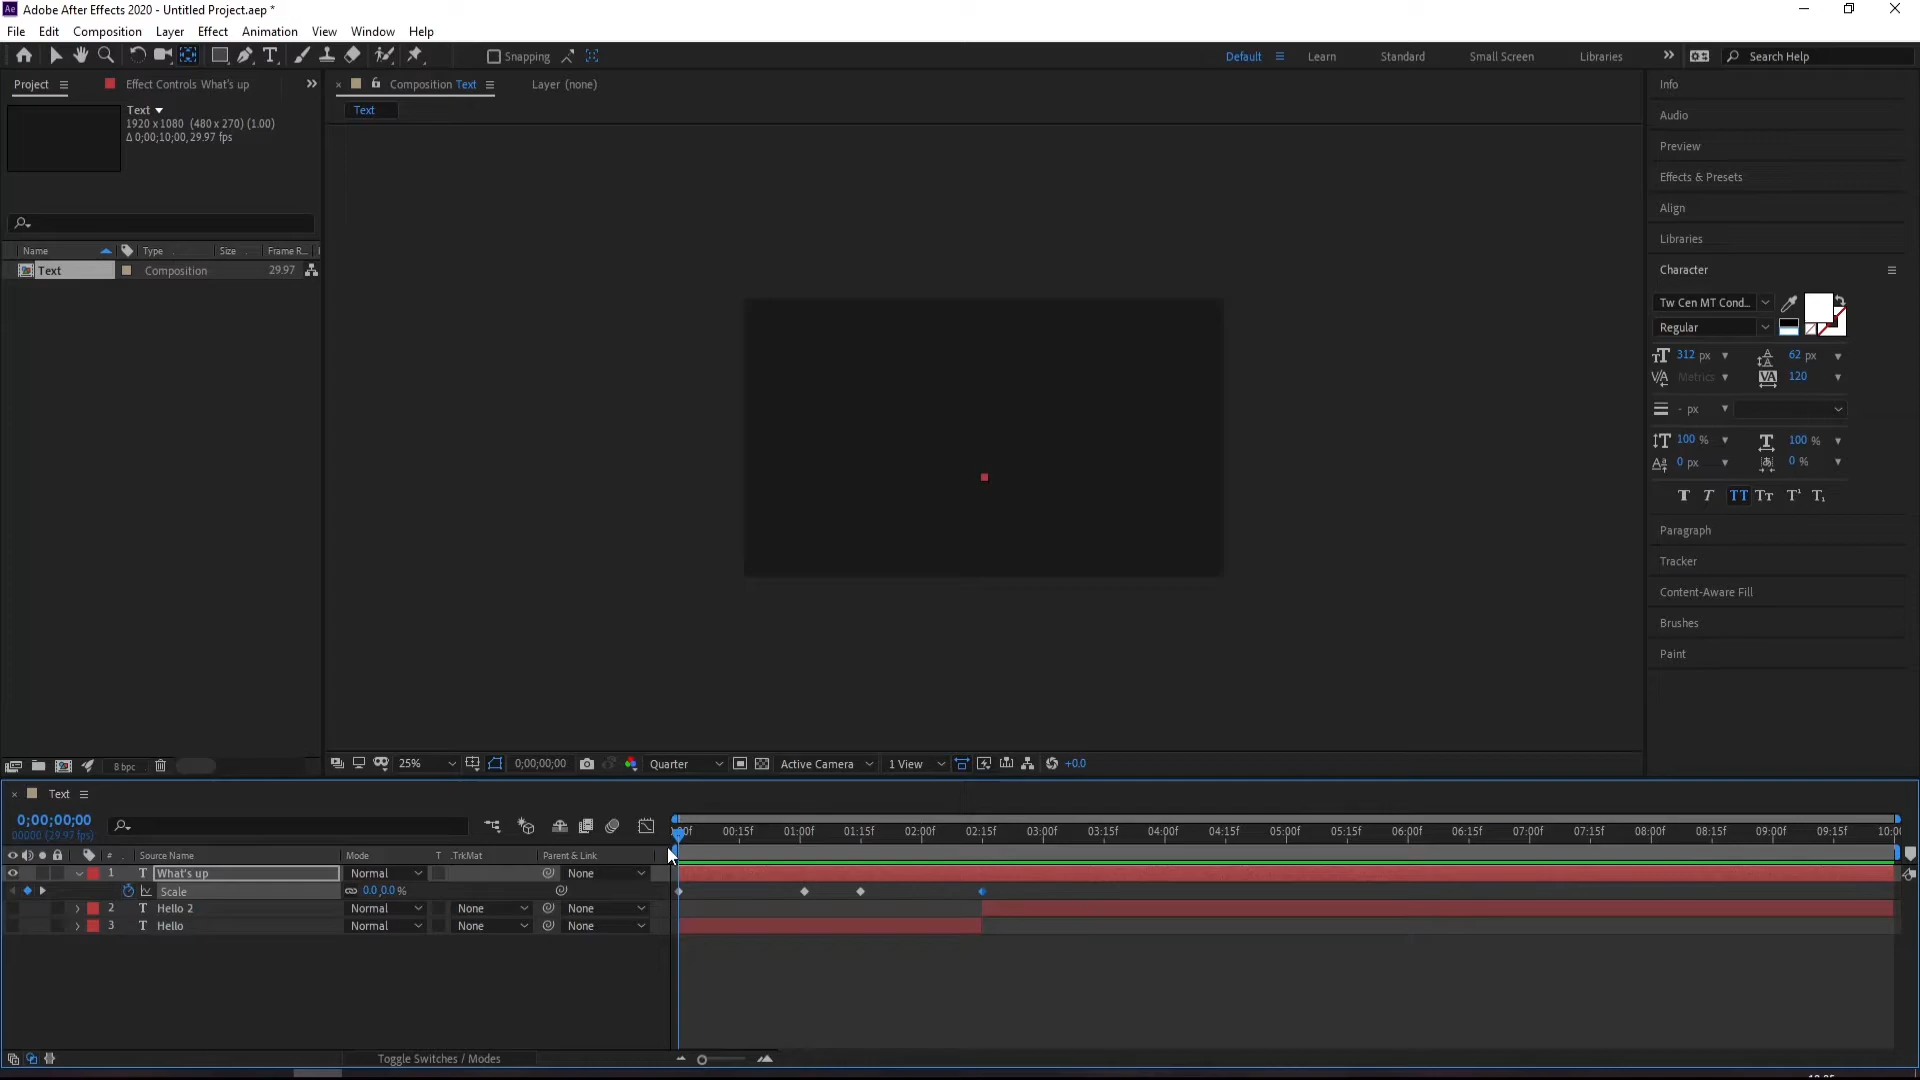 Adobe After Effects 2020 - Untitled Project.aep *
File Edit Composition Layer Effect Animation View Window Help
Snapping Default Learn Standard Small Screen Libraries Search Help
Project Effect Controls What's up Composition Text Layer (none)
Text
Text
1920 x 1080 (480 x 270) (1.00)
Δ 0;00;10;00, 29.97 fps
Name Type Size Frame R...
Text Composition 29.97
Info
Audio
Preview
Effects & Presets
Align
Libraries
Character
Tw Cen MT Cond...
Regular
312 px 62 px
Metrics 120
- px
100 % 100 %
0 px 0 %
Paragraph
Tracker
Content-Aware Fill
Brushes
Paint
8 bpc 25% 0;00;00;00 Quarter Active Camera 1 View +0.0
Text
0;00;00;00
00000 (29.97 fps)
00:15f 01:00f 01:15f 02:00f 02:15f 03:00f 03:15f 04:00f 04:15f 05:00f 05:15f 06:00f 06:15f 07:00f 07:15f 08:00f 08:15f 09:00f 09:15f
# Source Name Mode T .TrkMat Parent & Link
1 T What's up Normal None
Scale 0.0,0.0%
2 T Hello 2 Normal None None
3 T Hello Normal None None
Toggle Switches / Modes